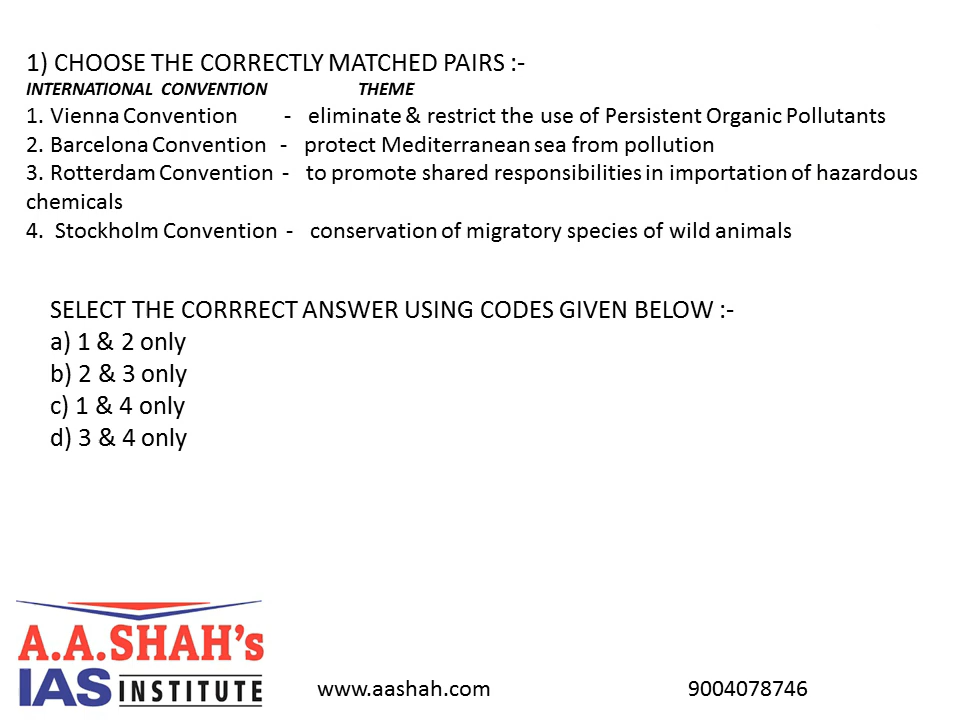 1) CHOOSE THE CORRECTLY MATCHED PAIRS :-
INTERNATIONAL CONVENTION THEME
1. Vienna Convention - eliminate & restrict the use of Persistent Organic Pollutants
2. Barcelona Convention - protect Mediterranean sea from pollution
3. Rotterdam Convention - to promote shared responsibilities in importation of hazardous
chemicals
4. Stockholm Convention - conservation of migratory species of wild animals
SELECT THE CORRRECT ANSWER USING CODES GIVEN BELOW :-
a) 1 & 2 only
b) 2 & 3 only
c) 1 & 4 only
d) 3 & 4 only
A.A.SHAH's
IAS INSTITUTE
www.aashah.com 9004078746